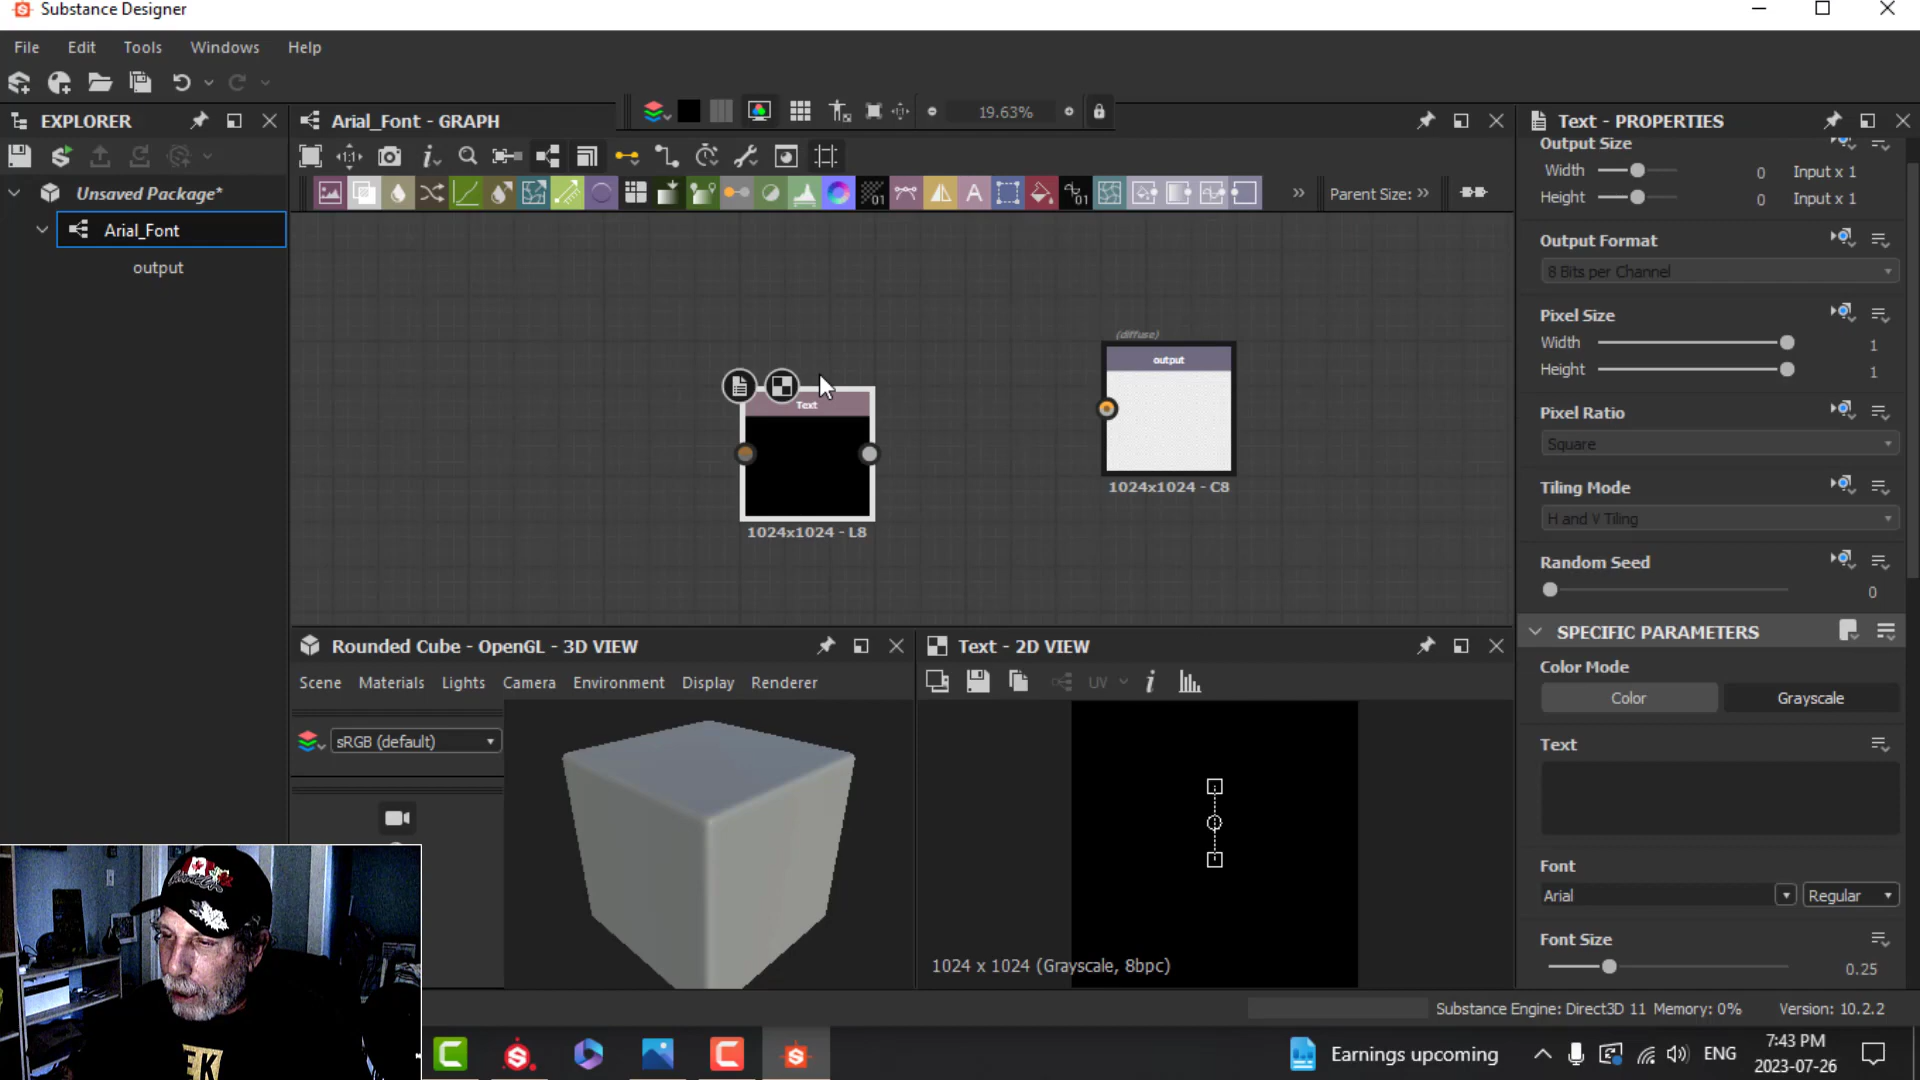 Substance Designer
File Edit Tools Windows Help
EXPLORER
Arial_Font - GRAPH
19.63%
Text - PROPERTIES
Output Size
Width 0 Input x 1
Height 0 Input x 1
Parent Size:
Unsaved Package*
Arial_Font
output
Output Format
8 Bits per Channel
Pixel Size
Width 1
Height 1
Pixel Ratio
Square
Tiling Mode
H and V Tiling
Random Seed
0
(diffuse)
output
1024x1024 - C8
Text
1024x1024 - L8
SPECIFIC PARAMETERS
Color Mode
Color Grayscale
Text
Font
Arial Regular
Font Size
0.25
Rounded Cube - OpenGL - 3D VIEW
Scene Materials Lights Camera Environment Display Renderer
sRGB (default)
Text - 2D VIEW
UV
1024 x 1024 (Grayscale, 8bpc)
Substance Engine: Direct3D 11 Memory: 0% Version: 10.2.2
Earnings upcoming
ENG
7:43 PM
2023-07-26